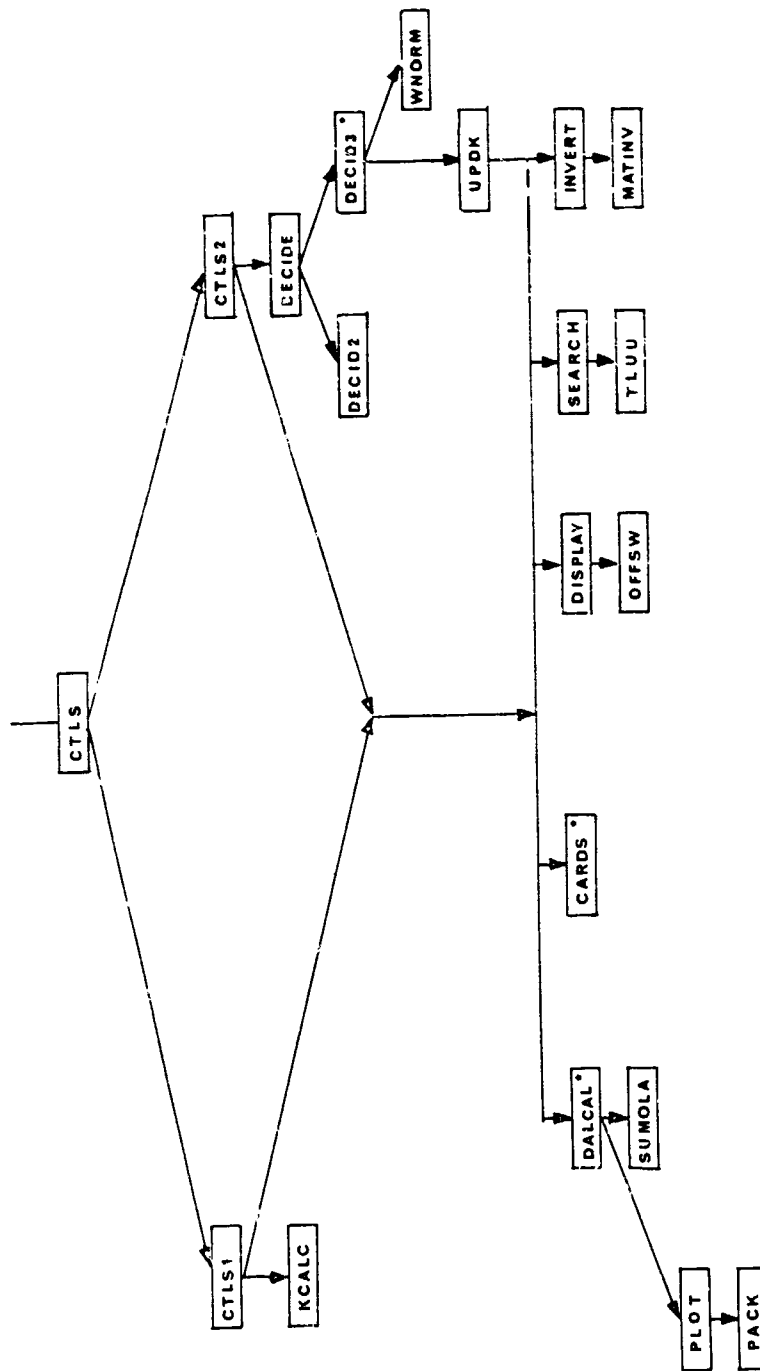 CTLS
CTLS1
CTLS2
KCALC
DECIDE
DECID2
DECID3*
WNORM
UPDK
DALCAL*
CARDS*
DISPLAY
SEARCH
INVERT
SUMOLA
OFFSW
TLUU
MATINV
PLOT
PACK